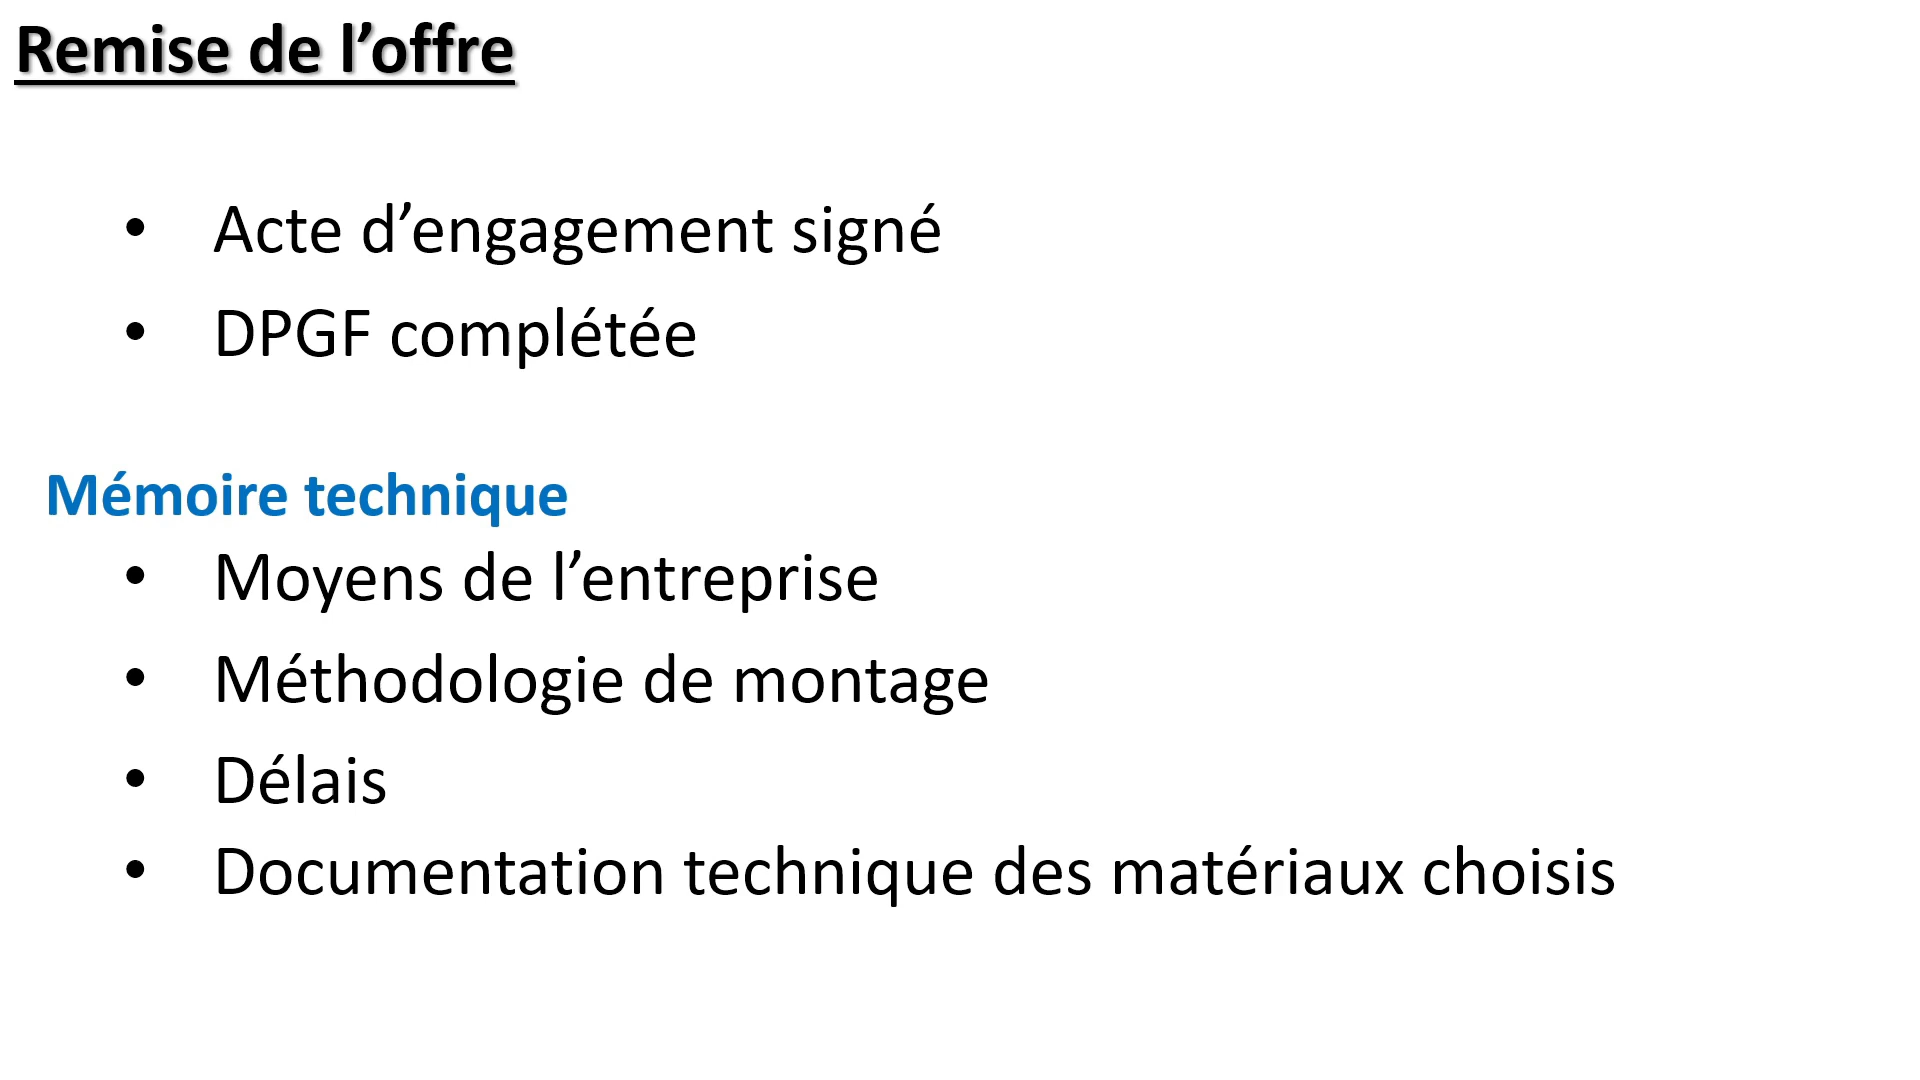 Remise de l’offre
• Acte d’engagement signé
• DPGF complétée
Mémoire technique
• Moyens de l’entreprise
• Méthodologie de montage
• Délais
• Documentation technique des matériaux choisis